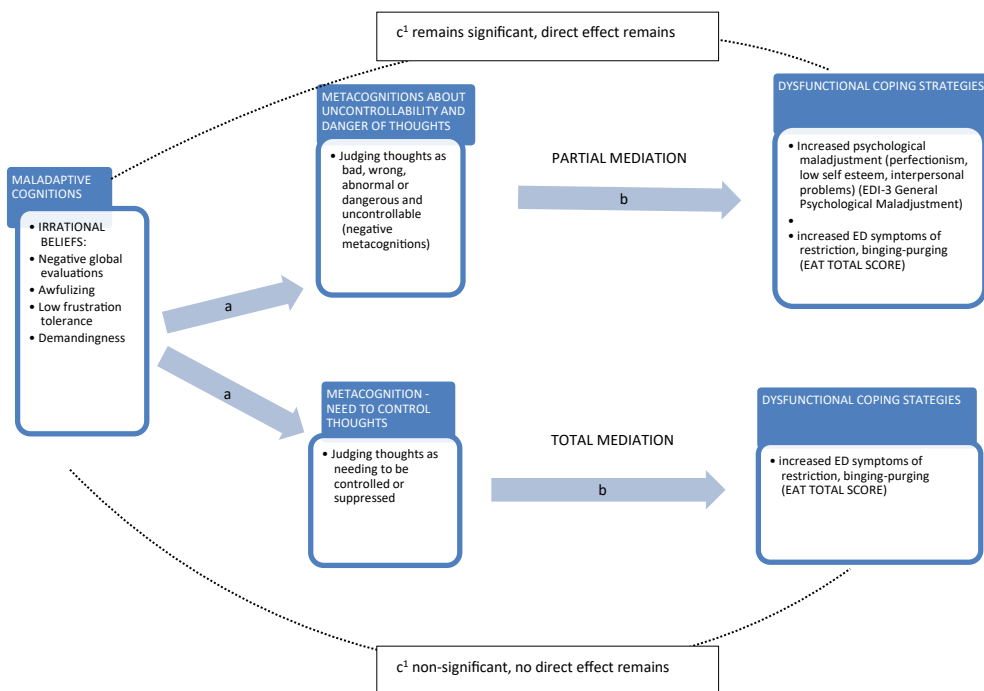 c¹ remains significant, direct effect remains
METACOGNITIONS ABOUT
UNCONTROLLABILITY AND
DANGER OF THOUGHTS
• Judging thoughts as
bad, wrong,
abnormal or
dangerous and
uncontrollable
(negative
metacognitions)
DYSFUNCTIONAL COPING STRATEGIES
• Increased psychological
maladjustment (perfectionism,
low self esteem, interpersonal
problems) (EDI-3 General
Psychological Maladjustment)
•
• increased ED symptoms of
restriction, binging-purging
(EAT TOTAL SCORE)
PARTIAL MEDIATION
b
MALADAPTIVE
COGNITIONS
• IRRATIONAL
BELIEFS:
• Negative global
evaluations
• Awfulizing
• Low frustration
tolerance
• Demandingness
a
a
METACOGNITION -
NEED TO CONTROL
THOUGHTS
• Judging thoughts as
needing to be
controlled or
suppressed
TOTAL MEDIATION
b
DYSFUNCTIONAL COPING STATEGIES
• increased ED symptoms of
restriction, binging-purging
(EAT TOTAL SCORE)
c¹ non-significant, no direct effect remains